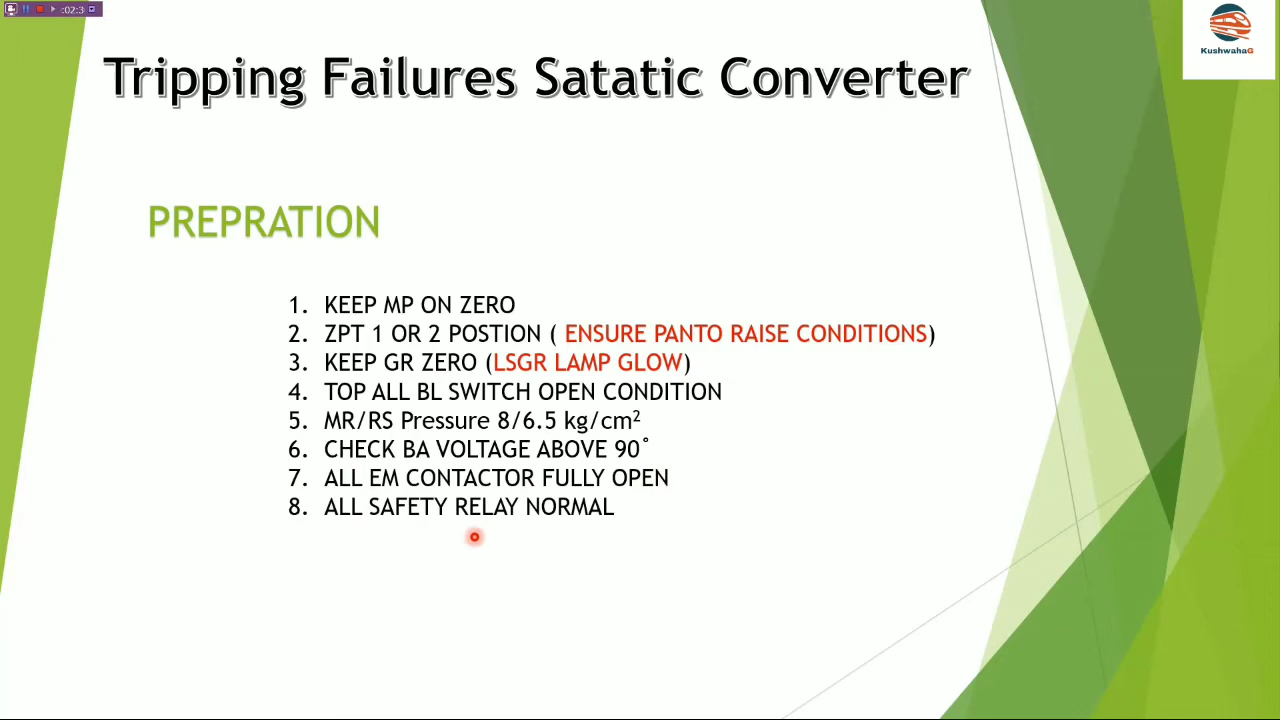 :02:3
KushwahaG
Tripping Failures Satatic Converter
PREPRATION
1. KEEP MP ON ZERO
2. ZPT 1 OR 2 POSTION ( ENSURE PANTO RAISE CONDITIONS)
3. KEEP GR ZERO (LSGR LAMP GLOW)
4. TOP ALL BL SWITCH OPEN CONDITION
5. MR/RS Pressure 8/6.5 kg/cm²
6. CHECK BA VOLTAGE ABOVE 90˚
7. ALL EM CONTACTOR FULLY OPEN
8. ALL SAFETY RELAY NORMAL